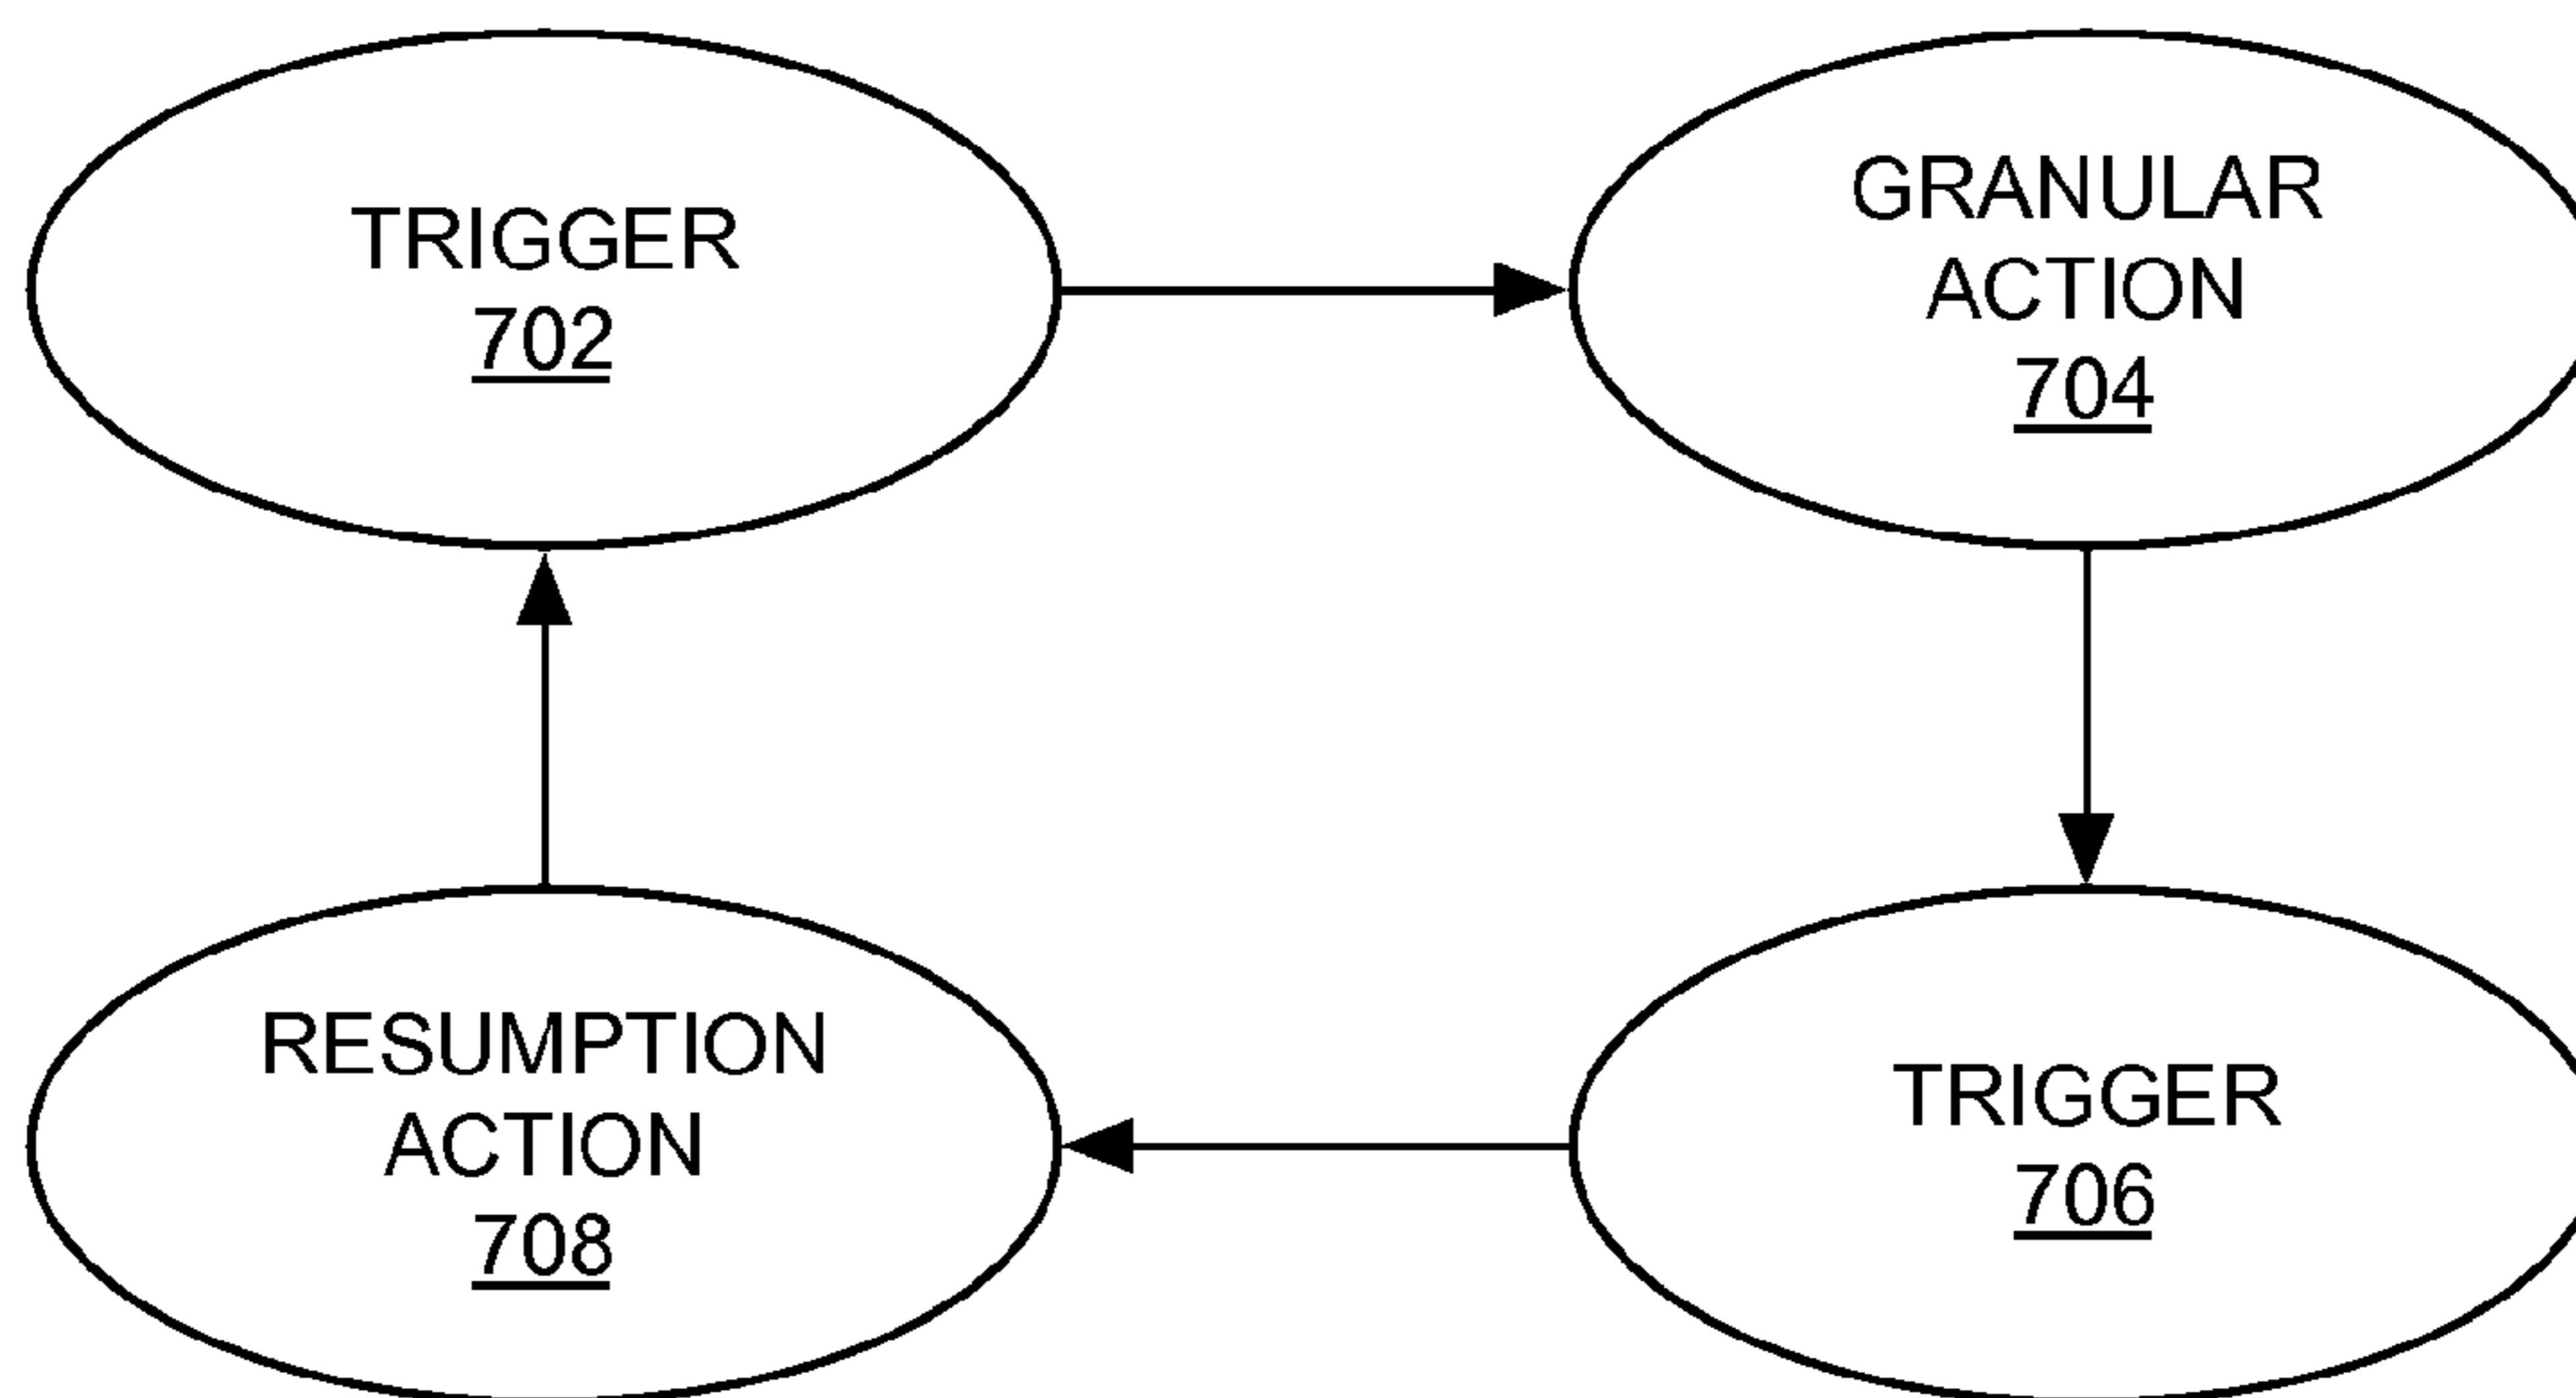 TRIGGER
702
GRANULAR
ACTION
704
RESUMPTION
ACTION
708
TRIGGER
706